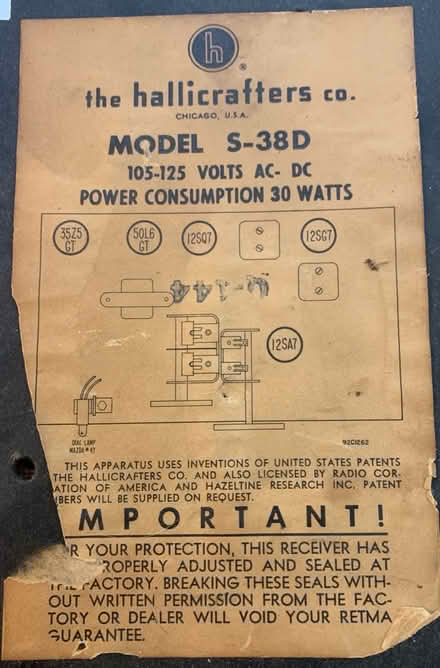 h
®
the hallicrafters co.
CHICAGO, U.S.A.
MODEL S-38D
105-125 VOLTS AC- DC
POWER CONSUMPTION 30 WATTS
35Z5 GT
50L6 GT
12SQ7
12SG7
12SA7
DIAL LAMP
MAZDA #47
92C1262
THIS APPARATUS USES INVENTIONS OF UNITED STATES PATENTS
THE HALLICRAFTERS CO. AND ALSO LICENSED BY RADIO COR-
ATION OF AMERICA AND HAZELTINE RESEARCH INC. PATENT
BERS WILL BE SUPPLIED ON REQUEST.
MPORTANT!
R YOUR PROTECTION, THIS RECEIVER HAS
ROPERLY ADJUSTED AND SEALED AT
THE FACTORY. BREAKING THESE SEALS WITH-
OUT WRITTEN PERMISSION FROM THE FAC-
TORY OR DEALER WILL VOID YOUR RETMA
GUARANTEE.